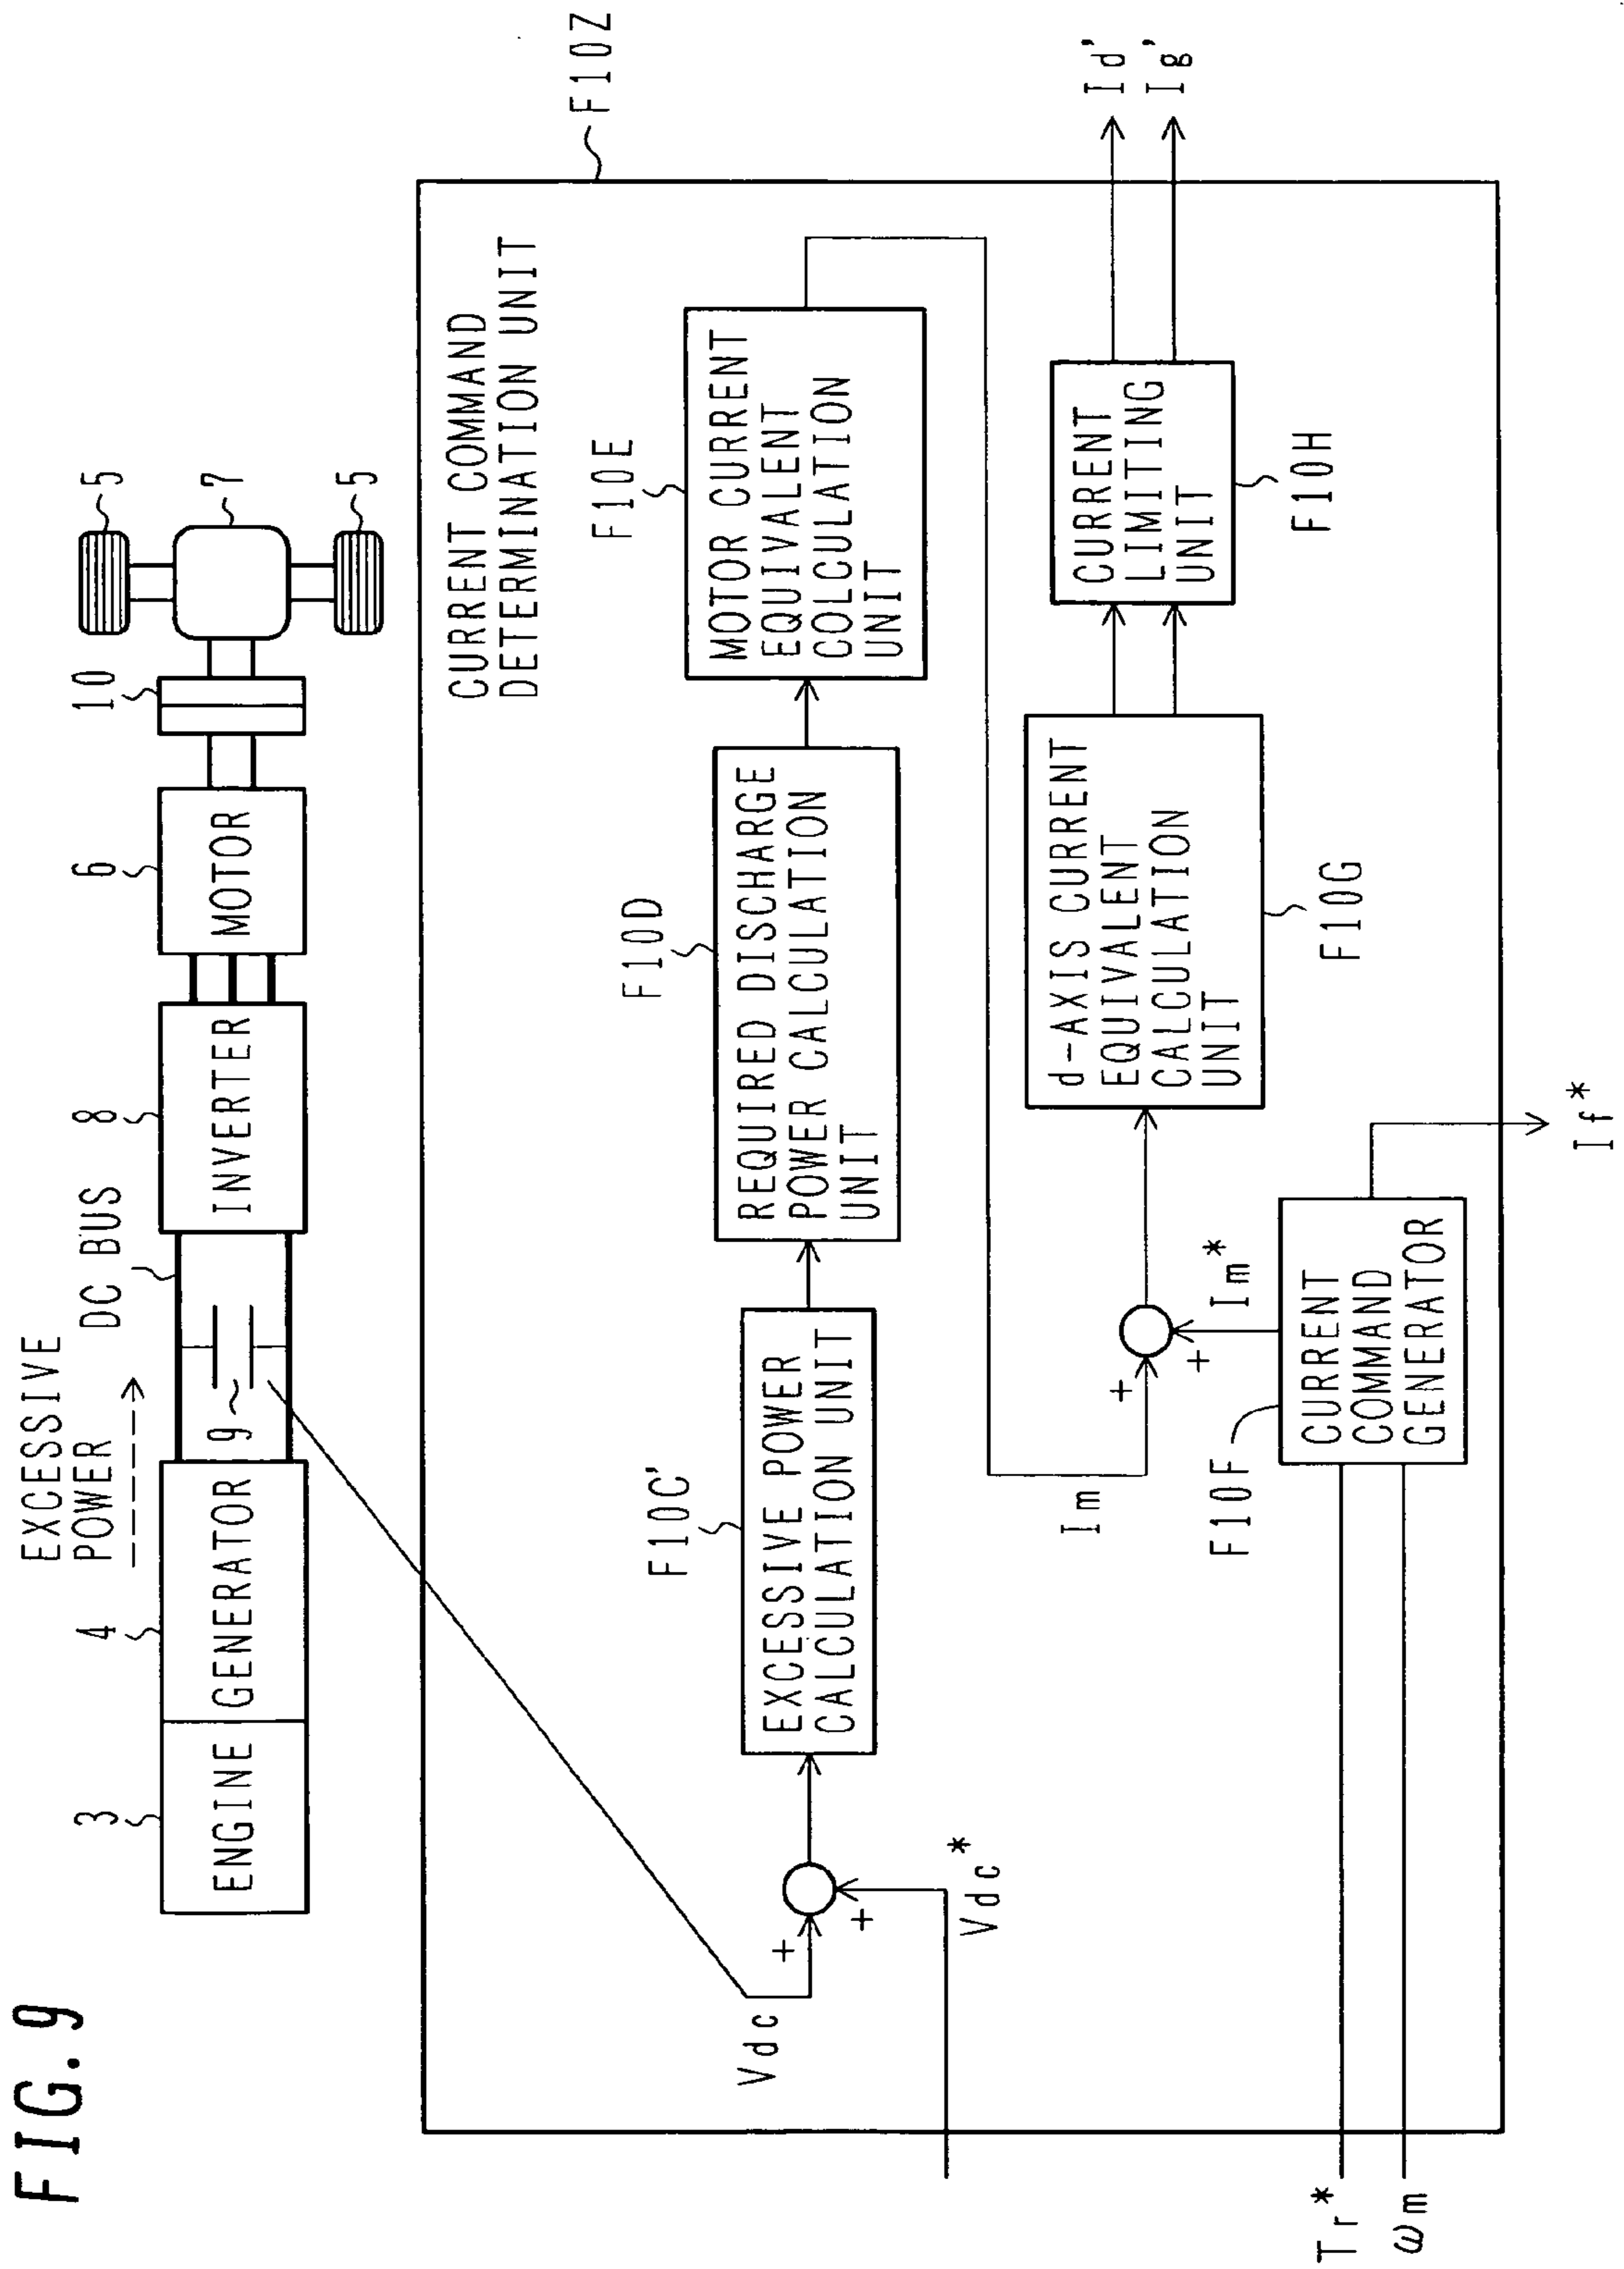 FIG. 9
EXCESSIVE
POWER
DC BUS
3
4
8
6
10
5
7
5
ENGINE
GENERATOR
9
INVERTER
MOTOR
F10Z
CURRENT COMMAND
DETERMINATION UNIT
Vdc
+
+
Vdc*
F10C'
EXCESSIVE POWER
CALCULATION UNIT
F10D
REQUIRED DISCHARGE
POWER CALCULATION
UNIT
F10E
MOTOR CURRENT
EQUIVALENT
COLCULATION
UNIT
Im
+
+
Im*
d-AXIS CURRENT
EQUIVALENT
CALCULATION
UNIT
F10G
CURRENT
LIMITING
UNIT
F10H
Id'
Ig'
Tr*
ωm
F10F
CURRENT
COMMAND
GENERATOR
If*